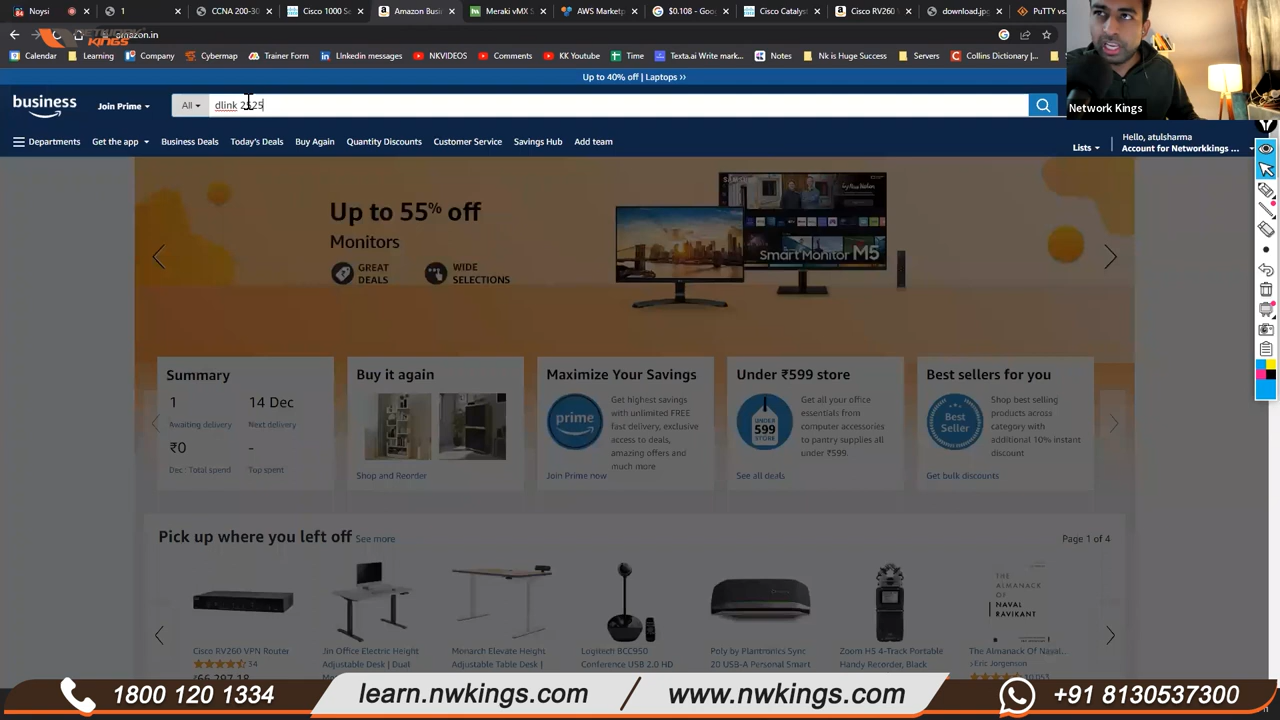 Noysi
1
CCNA 200-30
Cisco 1000 Se
Amazon Busi
Meraki vMX S
AWS Marketp
$0.108 - Goog
Cisco Catalyst
Cisco RV260 V
download.jpg
PuTTY vs
NETWORK KINGS
amazon.in
Calendar
Learning
Company
Cybermap
Trainer Form
LInkedin messages
NKVIDEOS
Comments
KK Youtube
Time
Texta.ai Write mark...
Notes
Nk is Huge Success
Servers
Collins Dictionary |...
Up to 40% off | Laptops ››
business
Join Prime
All
dlink 2525
Network Kings
Departments
Get the app
Business Deals
Today's Deals
Buy Again
Quantity Discounts
Customer Service
Savings Hub
Add team
Lists
Hello, atulsharma
Account for Networkkings ...
Up to 55% off
Monitors
GREAT DEALS
WIDE SELECTIONS
SAMSUNG
Smart Monitor M5
Summary
1
14 Dec
Awaiting delivery
Next delivery
₹0
-
Dec. Total spend
Top spent
Buy it again
Shop and Reorder
Maximize Your Savings
prime
Get highest savings
with unlimited FREE
fast delivery, exclusive
access to deals,
amazing offers and
much more
Join Prime now
Under ₹599 store
UNDER
599
STORE
Get all your office
essentials from
computer accessories
to pantry supplies all
under ₹599.
See all deals
Best sellers for you
Best
Seller
Shop best selling
products across
category with
additional 10% instant
discount
Get bulk discounts
Pick up where you left off
See more
Page 1 of 4
Cisco RV260 VPN Router
34
Jin Office Electric Height
Adjustable Desk | Dual
Monarch Elevate Height
Adjustable Table Desk |
Logitech BCC950
Conference USB 2.0 HD
Poly by Plantronics Sync
20 USB-A Personal Smart
Zoom H5 4-Track Portable
Handy Recorder, Black
THE
ALMANACK
OF
NAVAL
RAVIKANT
The Almanack Of Naval...
Eric Jorgenson
1800 120 1334
learn.nwkings.com
www.nwkings.com
+91 8130537300